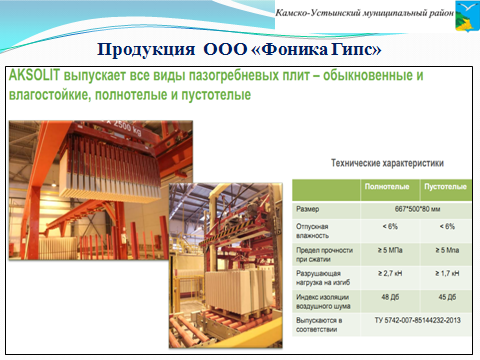 Камско-Устьинский муниципальный район
Продукция ООО «Фоника Гипс»
AKSOLIT выпускает все виды пазогребневых плит – обыкновенные и
влагостойкие, полнотелые и пустотелые
2500 kg
Технические характеристики
Полнотелые Пустотелые
Размер 667*500*80 мм
Отпускная
влажность < 6% < 6%
Предел прочности
при сжатии ≥ 5 МПа ≥ 5 Мпа
Разрушающая
нагрузка на изгиб ≥ 2,7 кН ≥ 1,7 кН
Индекс изоляции
воздушного шума 48 Дб 45 Дб
Выпускаются в
соответствии ТУ 5742-007-85144232-2013